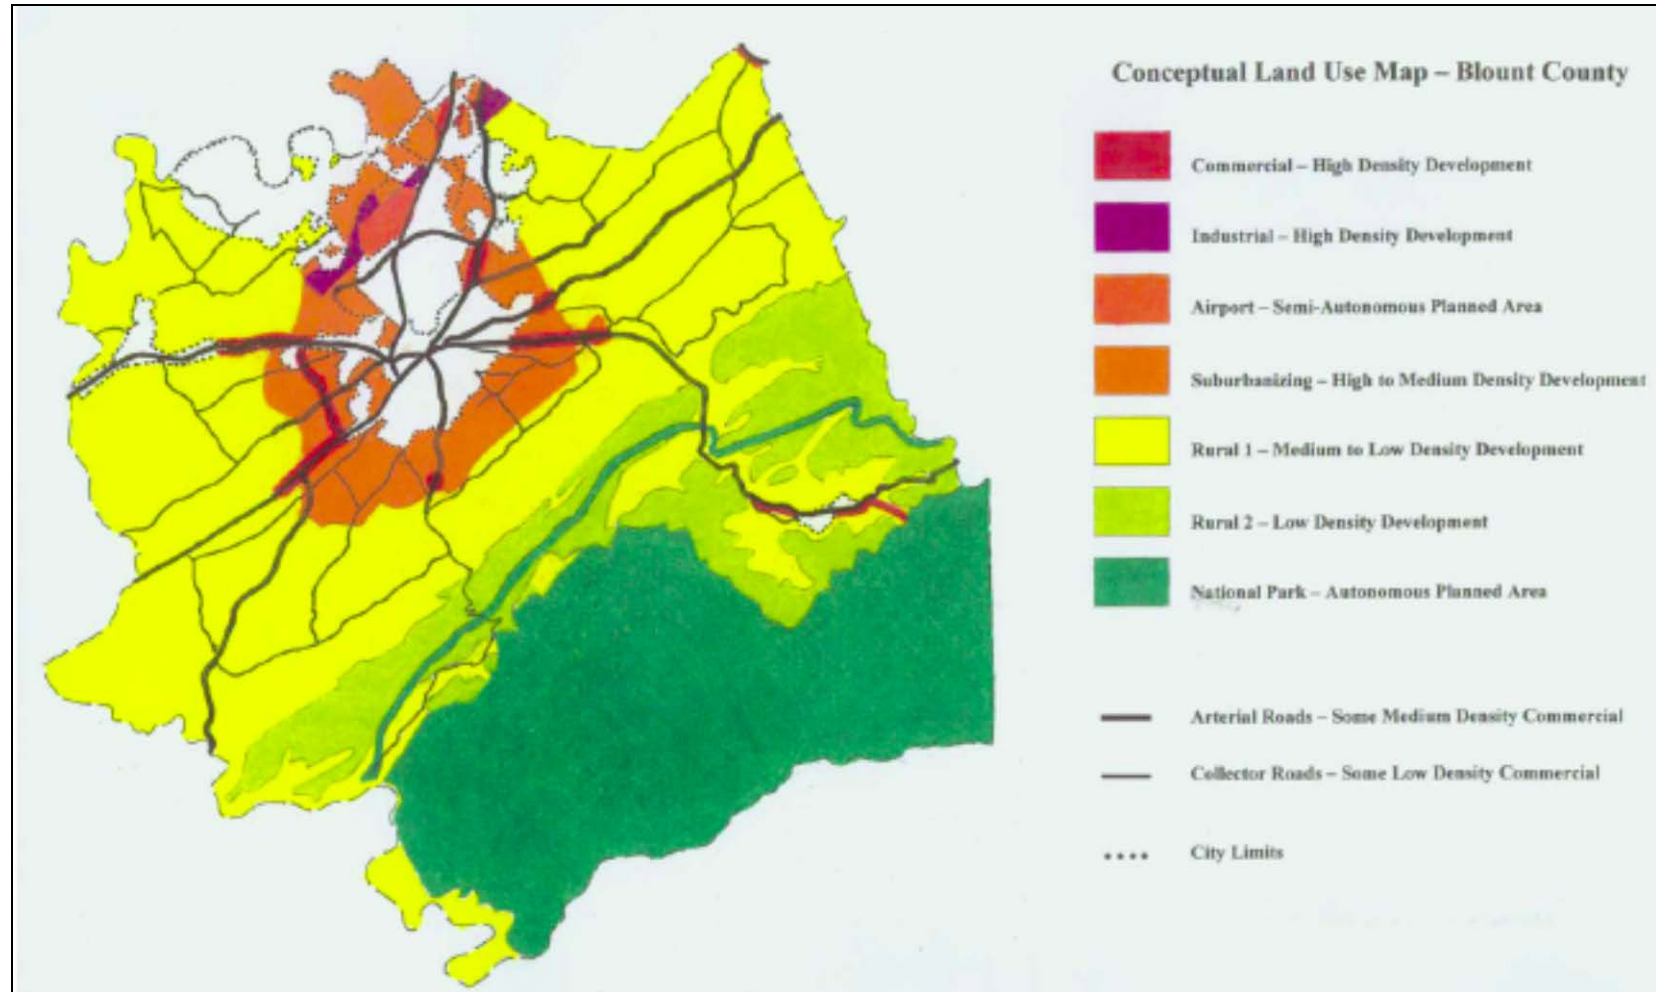 Conceptual Land Use Map – Blount County
Commercial – High Density Development
Industrial – High Density Development
Airport – Semi-Autonomous Planned Area
Suburbanizing – High to Medium Density Development
Rural 1 – Medium to Low Density Development
Rural 2 – Low Density Development
National Park – Autonomous Planned Area
Arterial Roads – Some Medium Density Commercial
Collector Roads – Some Low Density Commercial
City Limits